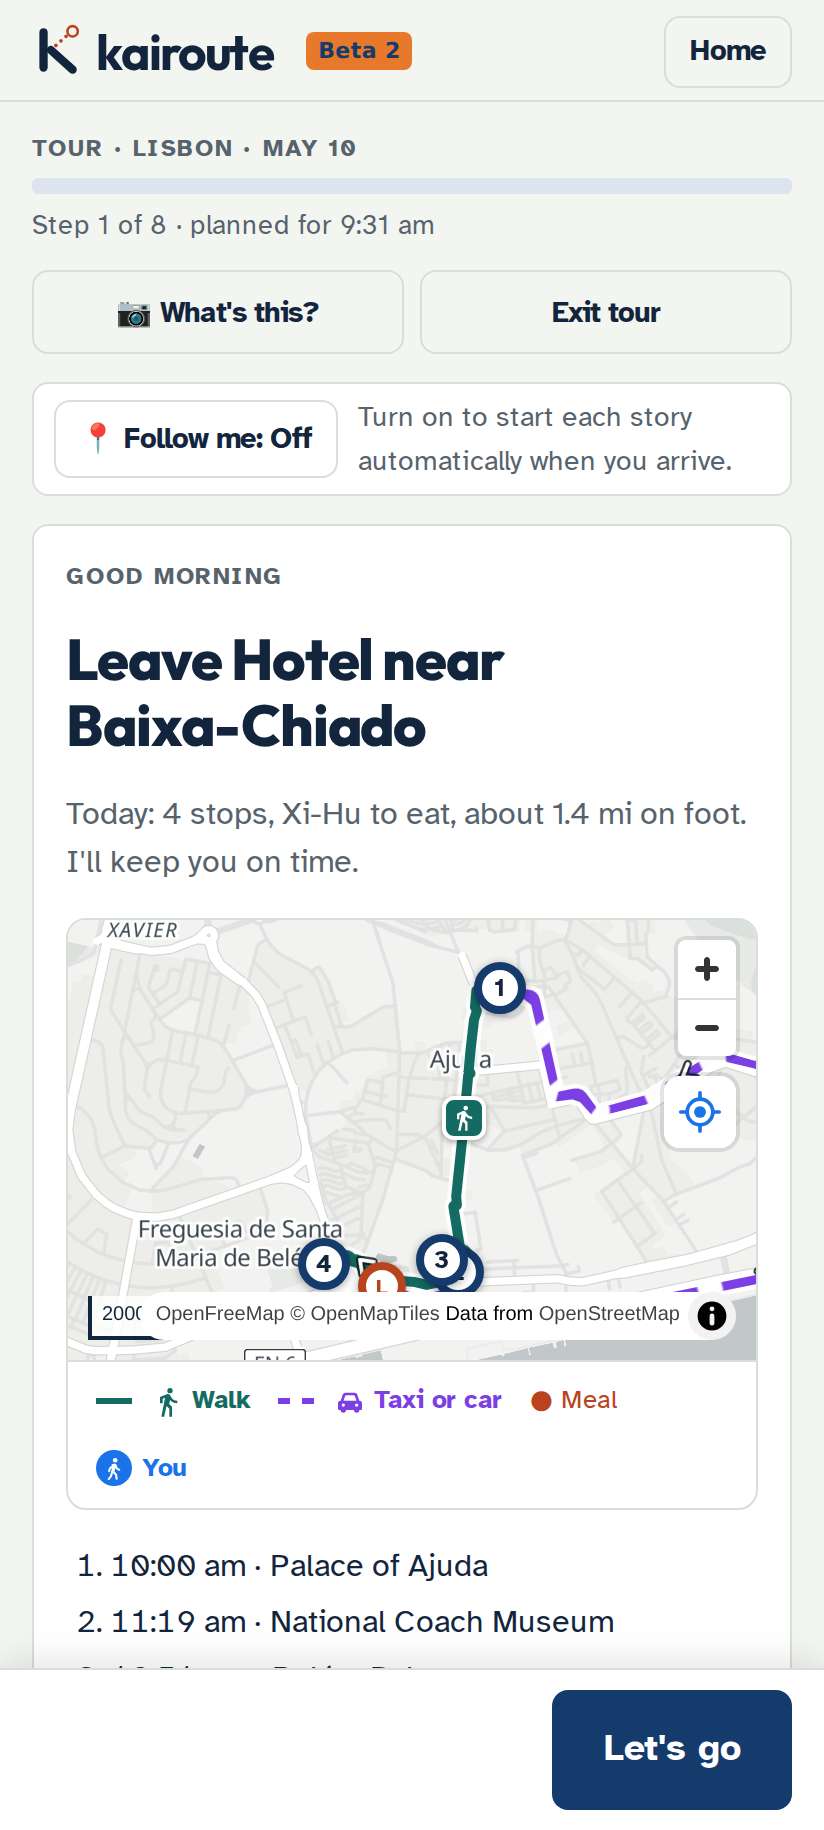 kairoute
Beta 2
Home
TOUR · LISBON · MAY 10
Step 1 of 8 · planned for 9:31 am
What's this?
Exit tour
Follow me: Off
Turn on to start each story
automatically when you arrive.
GOOD MORNING
Leave Hotel near
Baixa-Chiado
Today: 4 stops, Xi-Hu to eat, about 1.4 mi on foot.
I'll keep you on time.
XAVIER
1
+
−
Freguesia de Santa
Maria de
4
3
L
OpenFreeMap © OpenMapTiles Data from OpenStreetMap
Walk
Taxi or car
Meal
You
1. 10:00 am · Palace of Ajuda
2. 11:19 am · National Coach Museum
Let's go